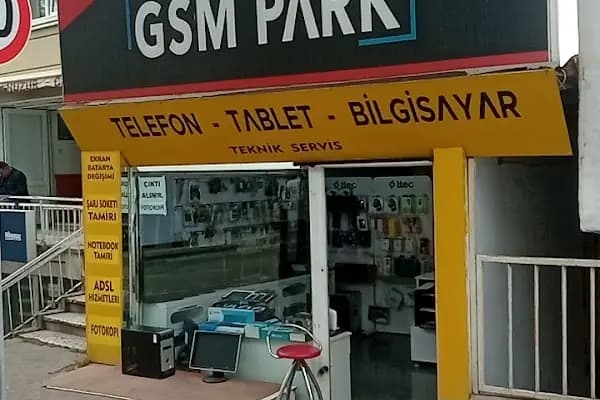 GSM PARK
TELEFON - TABLET - BİLGİSAYAR
TEKNİK SERVİS
EKRAN
BATARYA
DEĞİŞİMİ
ŞARJ SOKETİ
TAMİRİ
NOTEBOOK
TAMİRİ
ADSL
HİZMETLERİ
FOTOKOPİ
ÇIKTI
ALINIR,
FOTOKOPİ
ttec
ttec